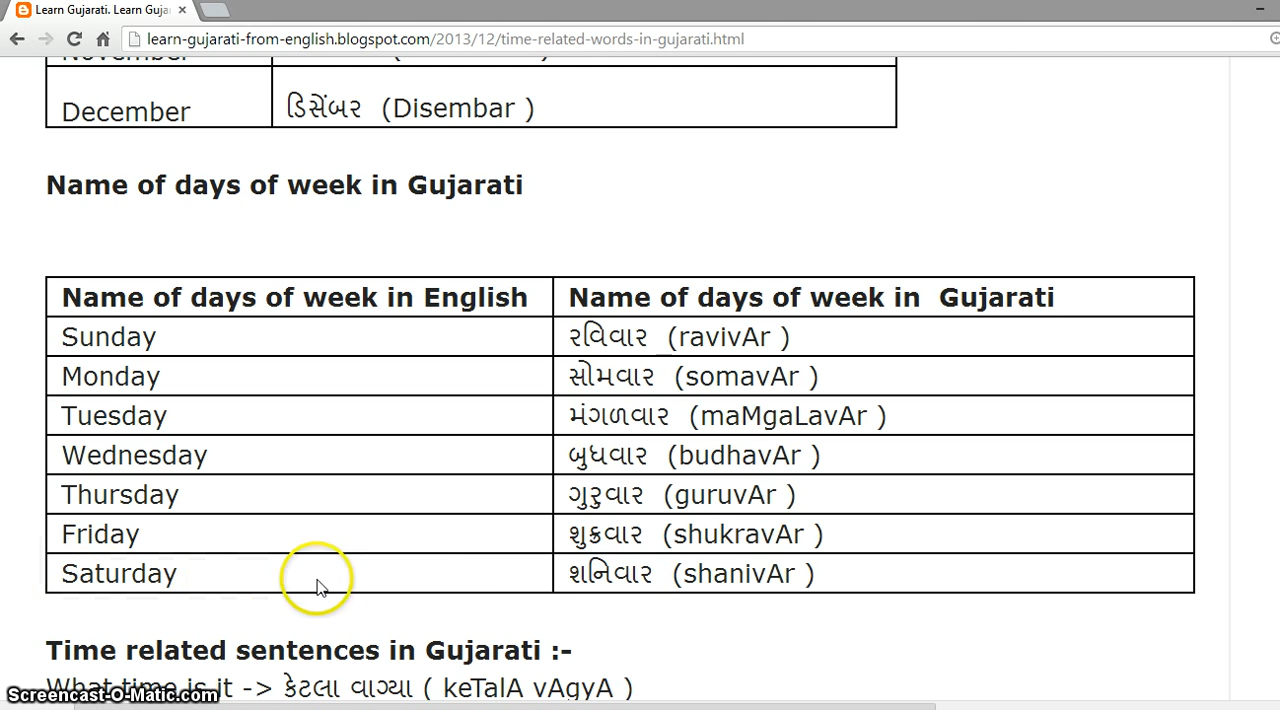 Learn Gujarati. Learn Guja
learn-gujarati-from-english.blogspot.com/2013/12/time-related-words-in-gujarati.html
November
December ડિસેંબર (Disembar )
Name of days of week in Gujarati
Name of days of week in English Name of days of week in Gujarati
Sunday રવિવાર (ravivAr )
Monday સોમવાર (somavAr )
Tuesday મંગળવાર (maMgaLavAr )
Wednesday બુધવાર (budhavAr )
Thursday ગુરુવાર (guruvAr )
Friday શુક્રવાર (shukravAr )
Saturday શનિવાર (shanivAr )
Time related sentences in Gujarati :-
What time is it -> કેટલા વાગ્યા ( keTalA vAgyA )
Screencast-O-Matic.com